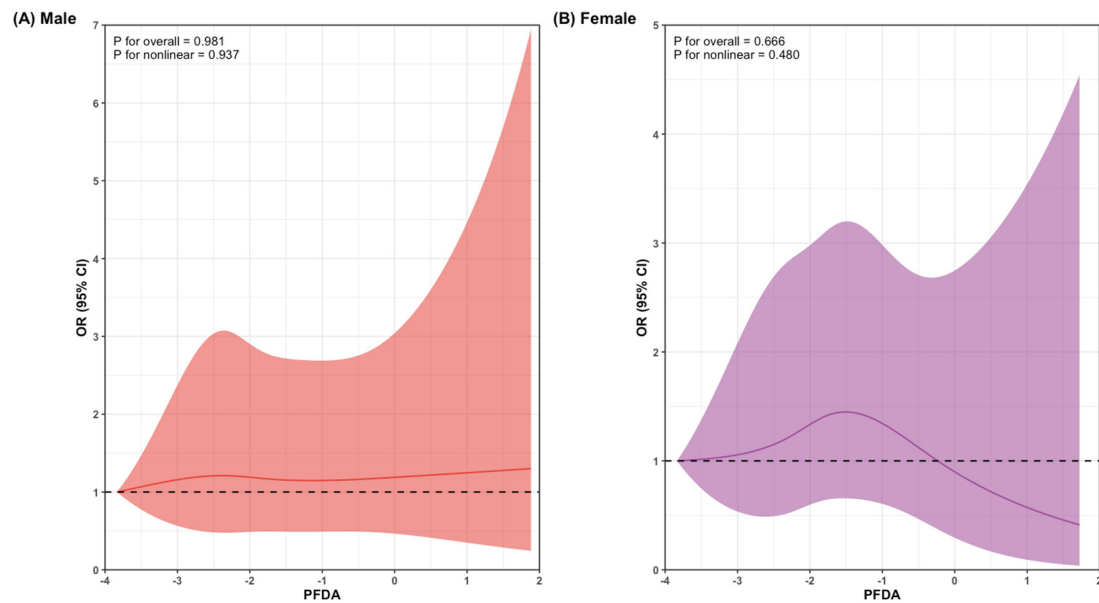 (A) Male
P for overall = 0.981
P for nonlinear = 0.937
7
6
5
4
3
2
1
0
OR (95% CI)
-4 -3 -2 -1 0 1 2
PFDA
(B) Female
P for overall = 0.666
P for nonlinear = 0.480
5
4
3
2
1
0
OR (95% CI)
-4 -3 -2 -1 0 1 2
PFDA